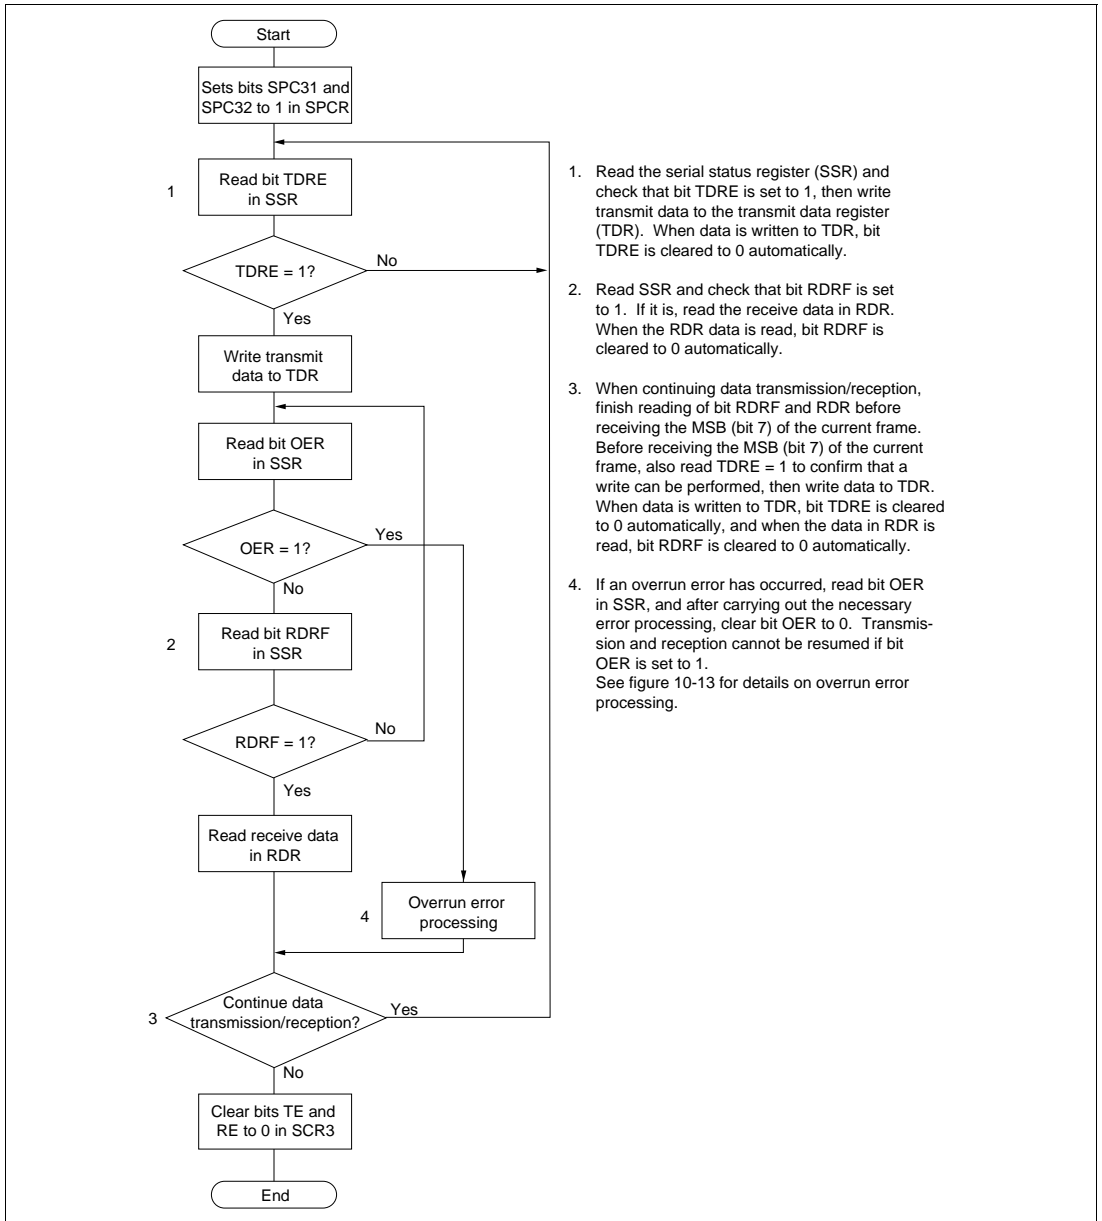 Start
Sets bits SPC31 and
SPC32 to 1 in SPCR
1
Read bit TDRE
in SSR
TDRE = 1?
No
Yes
Write transmit
data to TDR
Read bit OER
in SSR
OER = 1?
Yes
No
2
Read bit RDRF
in SSR
RDRF = 1?
No
Yes
Read receive data
in RDR
4
Overrun error
processing
3
Continue data
transmission/reception?
Yes
No
Clear bits TE and
RE to 0 in SCR3
End
1. Read the serial status register (SSR) and
check that bit TDRE is set to 1, then write
transmit data to the transmit data register
(TDR). When data is written to TDR, bit
TDRE is cleared to 0 automatically.
2. Read SSR and check that bit RDRF is set
to 1. If it is, read the receive data in RDR.
When the RDR data is read, bit RDRF is
cleared to 0 automatically.
3. When continuing data transmission/reception,
finish reading of bit RDRF and RDR before
receiving the MSB (bit 7) of the current frame.
Before receiving the MSB (bit 7) of the current
frame, also read TDRE = 1 to confirm that a
write can be performed, then write data to TDR.
When data is written to TDR, bit TDRE is cleared
to 0 automatically, and when the data in RDR is
read, bit RDRF is cleared to 0 automatically.
4. If an overrun error has occurred, read bit OER
in SSR, and after carrying out the necessary
error processing, clear bit OER to 0. Transmis-
sion and reception cannot be resumed if bit
OER is set to 1.
See figure 10-13 for details on overrun error
processing.